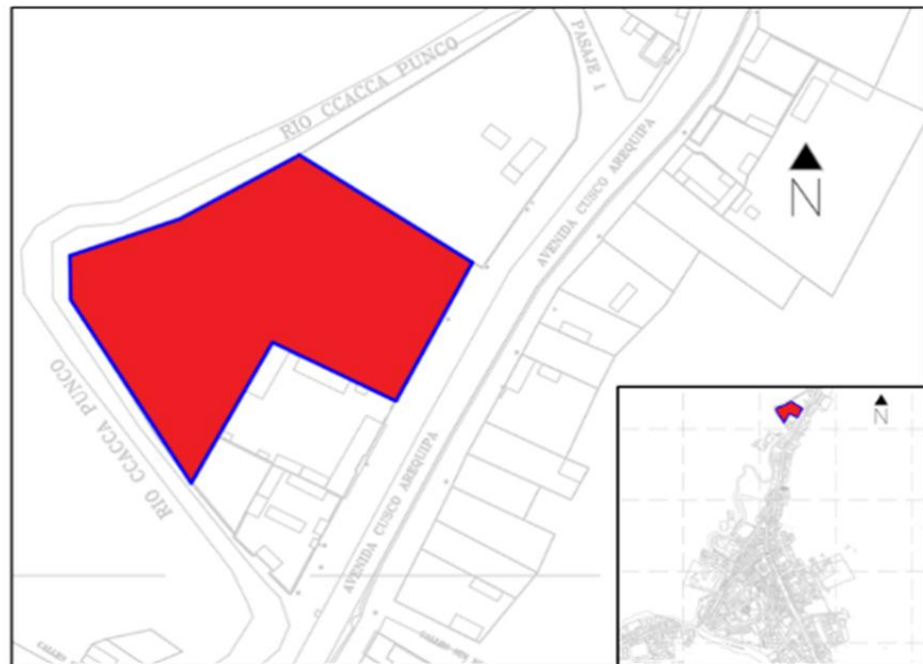 RIO CCACCA PUNCO
PASAJE 1
AVENIDA CUSCO AREQUIPA
N
RIO CCACCA PUNCO
AVENIDA CUSCO AREQUIPA
N